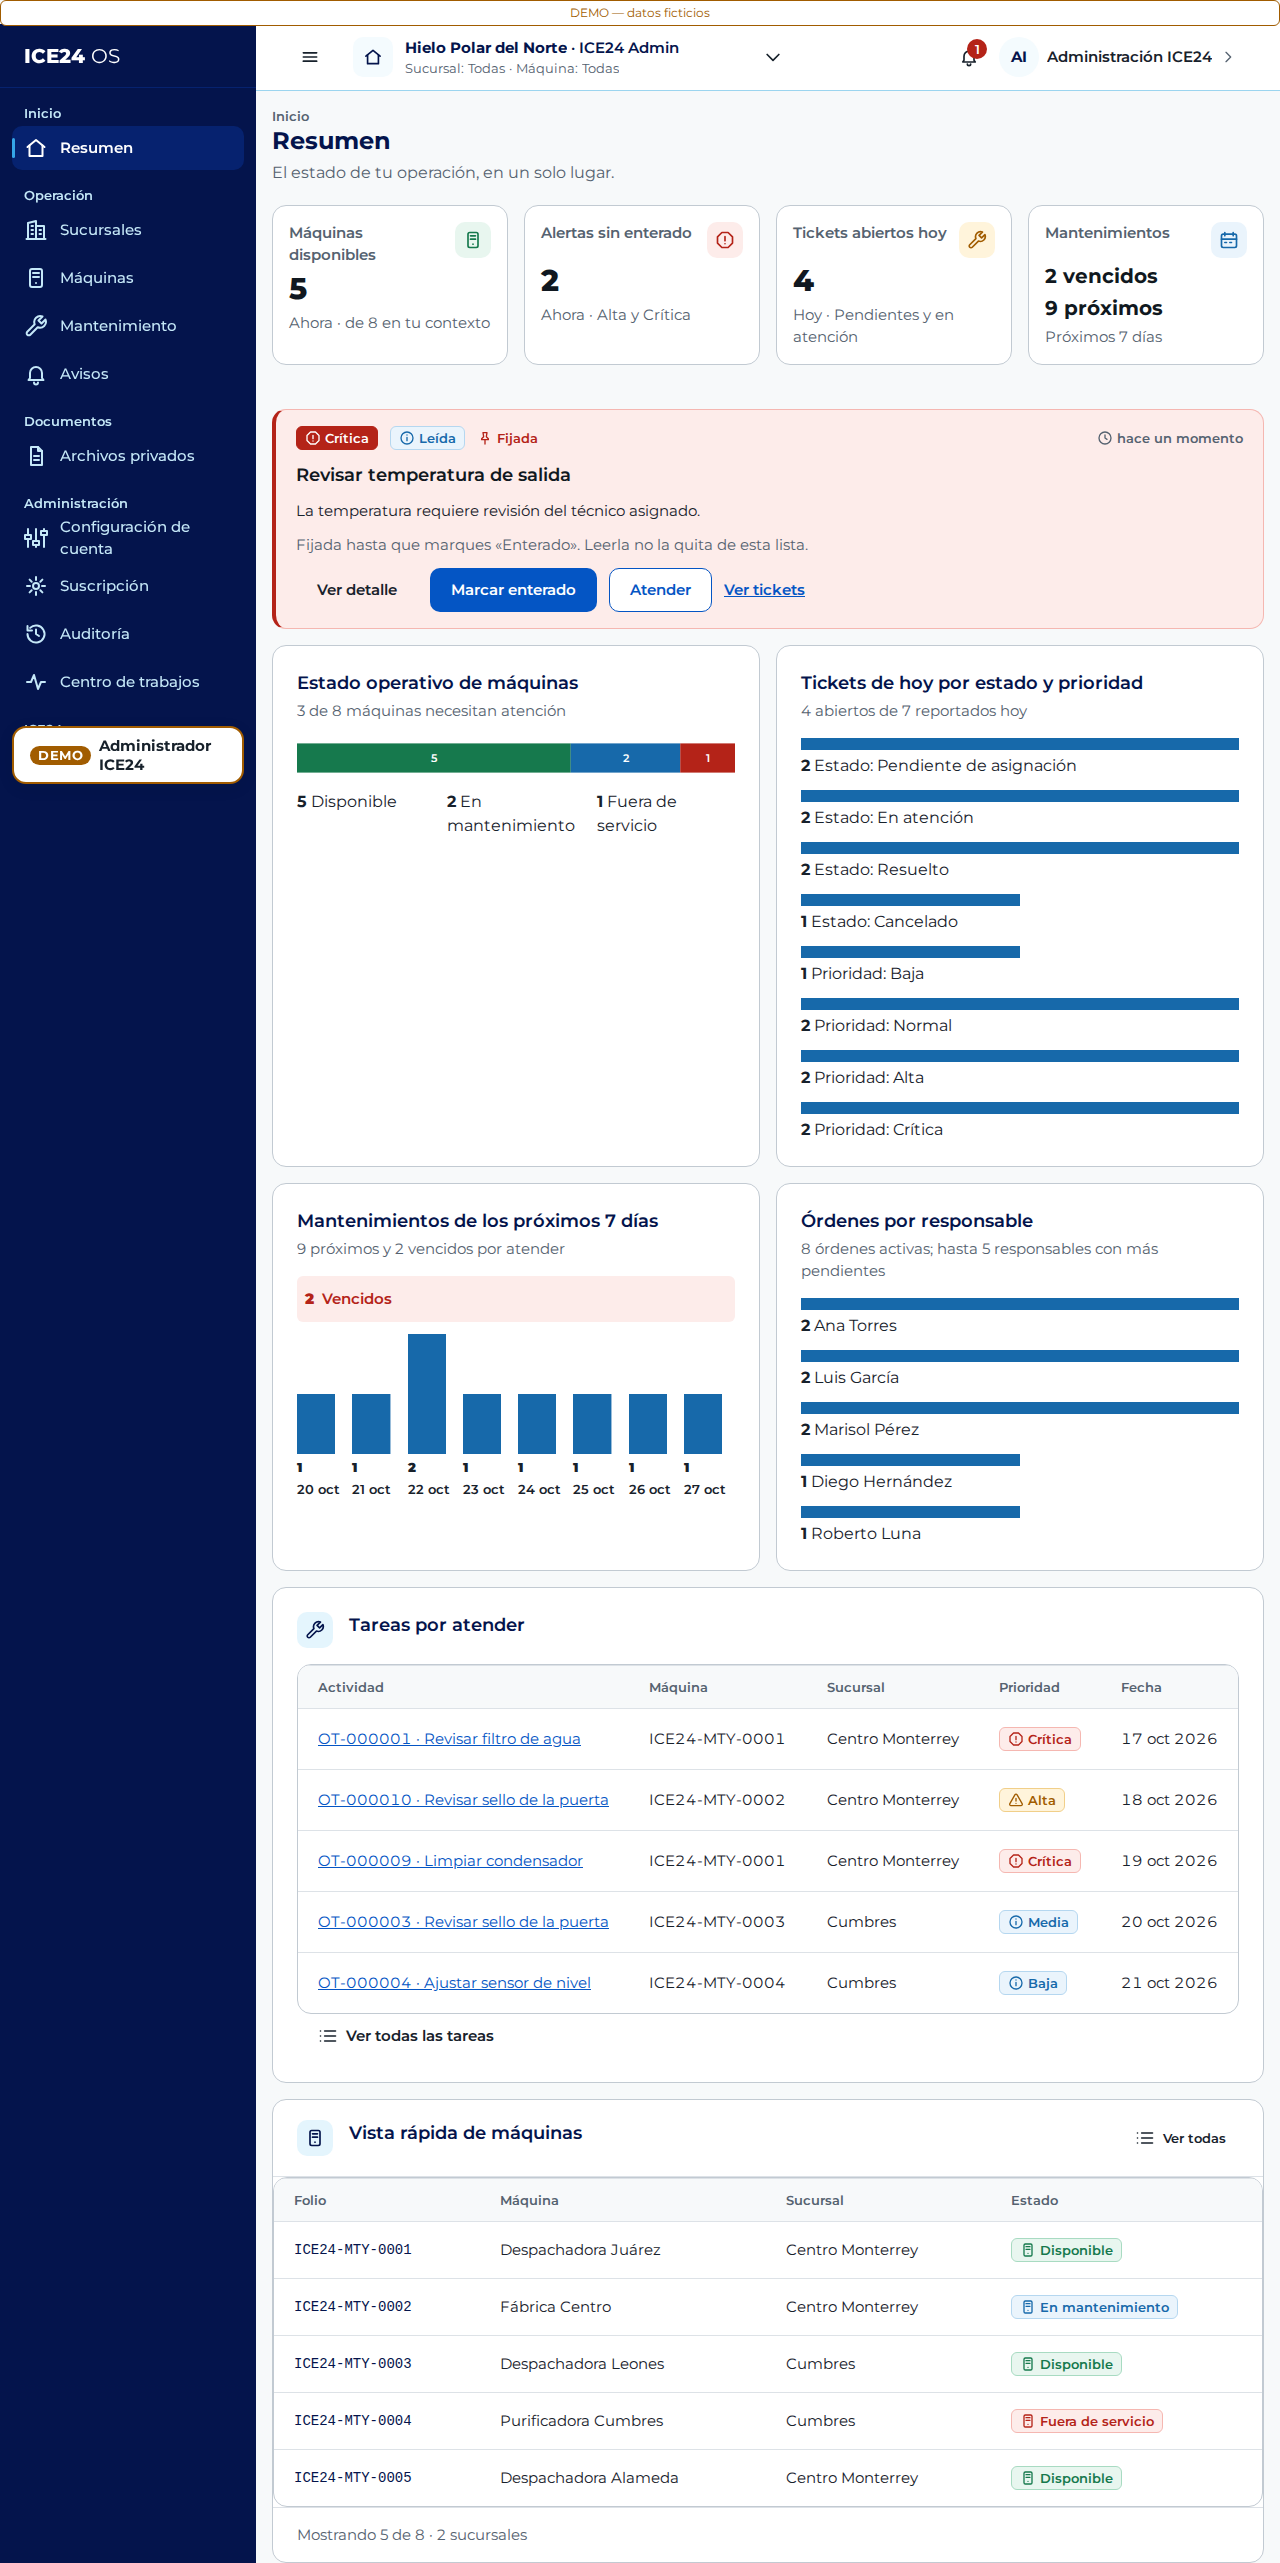 DEMO — datos ficticios
ICE24 OS
Hielo Polar del Norte · ICE24 Admin
Sucursal: Todas · Máquina: Todas
1
AI
Administración ICE24
Inicio
Resumen
Operación
Sucursales
Máquinas
Mantenimiento
Avisos
Documentos
Archivos privados
Administración
Configuración de
cuenta
Suscripción
Auditoría
Centro de trabajos
DEMO
Administrador
ICE24
Inicio
Resumen
El estado de tu operación, en un solo lugar.
Máquinas
disponibles
5
Ahora · de 8 en tu contexto
Alertas sin enterado
2
Ahora · Alta y Crítica
Tickets abiertos hoy
4
Hoy · Pendientes y en
atención
Mantenimientos
2 vencidos
9 próximos
Próximos 7 días
Crítica
Leída
Fijada
hace un momento
Revisar temperatura de salida
La temperatura requiere revisión del técnico asignado.
Fijada hasta que marques «Enterado». Leerla no la quita de esta lista.
Ver detalle
Marcar enterado
Atender
Ver tickets
Estado operativo de máquinas
3 de 8 máquinas necesitan atención
5
2
1
5 Disponible
2 En
mantenimiento
1 Fuera de
servicio
Tickets de hoy por estado y prioridad
4 abiertos de 7 reportados hoy
2 Estado: Pendiente de asignación
2 Estado: En atención
2 Estado: Resuelto
1 Estado: Cancelado
1 Prioridad: Baja
2 Prioridad: Normal
2 Prioridad: Alta
2 Prioridad: Crítica
Mantenimientos de los próximos 7 días
9 próximos y 2 vencidos por atender
2 Vencidos
1 1 2 1 1 1 1 1
20 oct 21 oct 22 oct 23 oct 24 oct 25 oct 26 oct 27 oct
Órdenes por responsable
8 órdenes activas; hasta 5 responsables con más
pendientes
2 Ana Torres
2 Luis García
2 Marisol Pérez
1 Diego Hernández
1 Roberto Luna
Tareas por atender
Actividad Máquina Sucursal Prioridad Fecha
OT-000001 · Revisar filtro de agua ICE24-MTY-0001 Centro Monterrey Crítica 17 oct 2026
OT-000010 · Revisar sello de la puerta ICE24-MTY-0002 Centro Monterrey Alta 18 oct 2026
OT-000009 · Limpiar condensador ICE24-MTY-0001 Centro Monterrey Crítica 19 oct 2026
OT-000003 · Revisar sello de la puerta ICE24-MTY-0003 Cumbres Media 20 oct 2026
OT-000004 · Ajustar sensor de nivel ICE24-MTY-0004 Cumbres Baja 21 oct 2026
Ver todas las tareas
Vista rápida de máquinas
Ver todas
Folio Máquina Sucursal Estado
ICE24-MTY-0001 Despachadora Juárez Centro Monterrey Disponible
ICE24-MTY-0002 Fábrica Centro Centro Monterrey En mantenimiento
ICE24-MTY-0003 Despachadora Leones Cumbres Disponible
ICE24-MTY-0004 Purificadora Cumbres Cumbres Fuera de servicio
ICE24-MTY-0005 Despachadora Alameda Centro Monterrey Disponible
Mostrando 5 de 8 · 2 sucursales